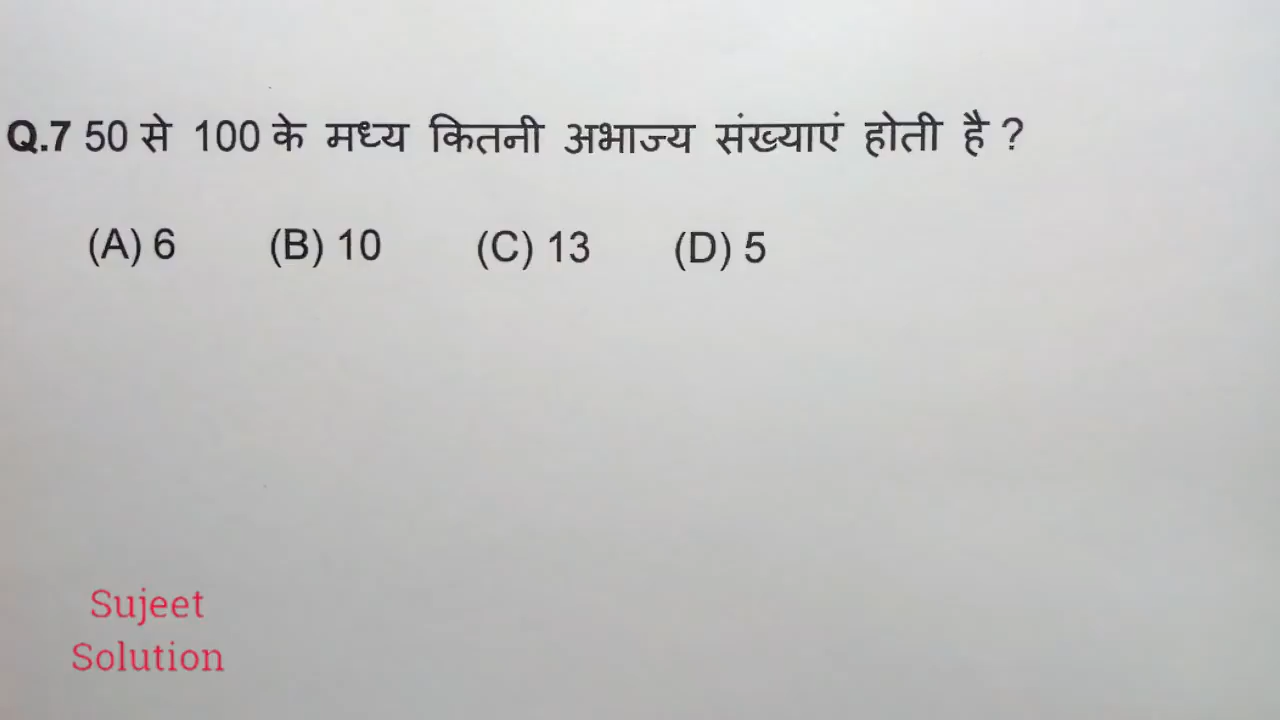 Q.7 50 से 100 के मध्य कितनी अभाज्य संख्याएं होती है ?
(A) 6 (B) 10 (C) 13 (D) 5
Sujeet
Solution